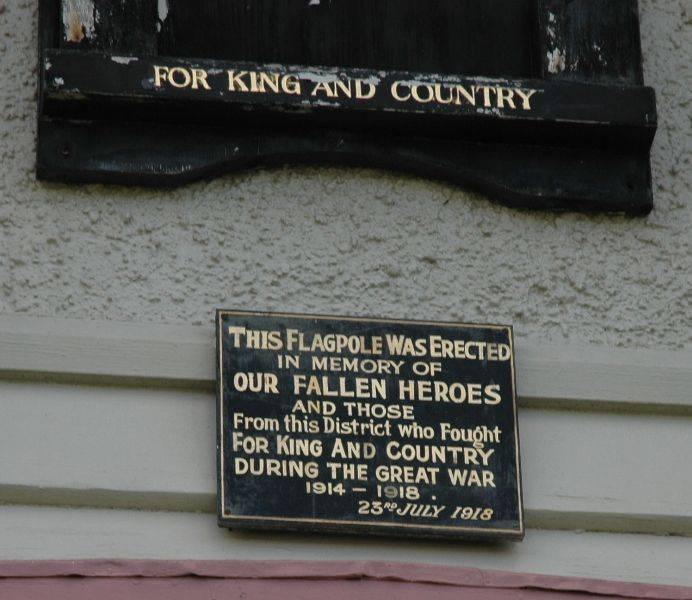 FOR KING AND COUNTRY
THIS FLAGPOLE WAS ERECTED
IN MEMORY OF
OUR FALLEN HEROES
AND THOSE
From this District who Fought
FOR KING AND COUNTRY
DURING THE GREAT WAR
1914 - 1918.
23RD JULY 1918